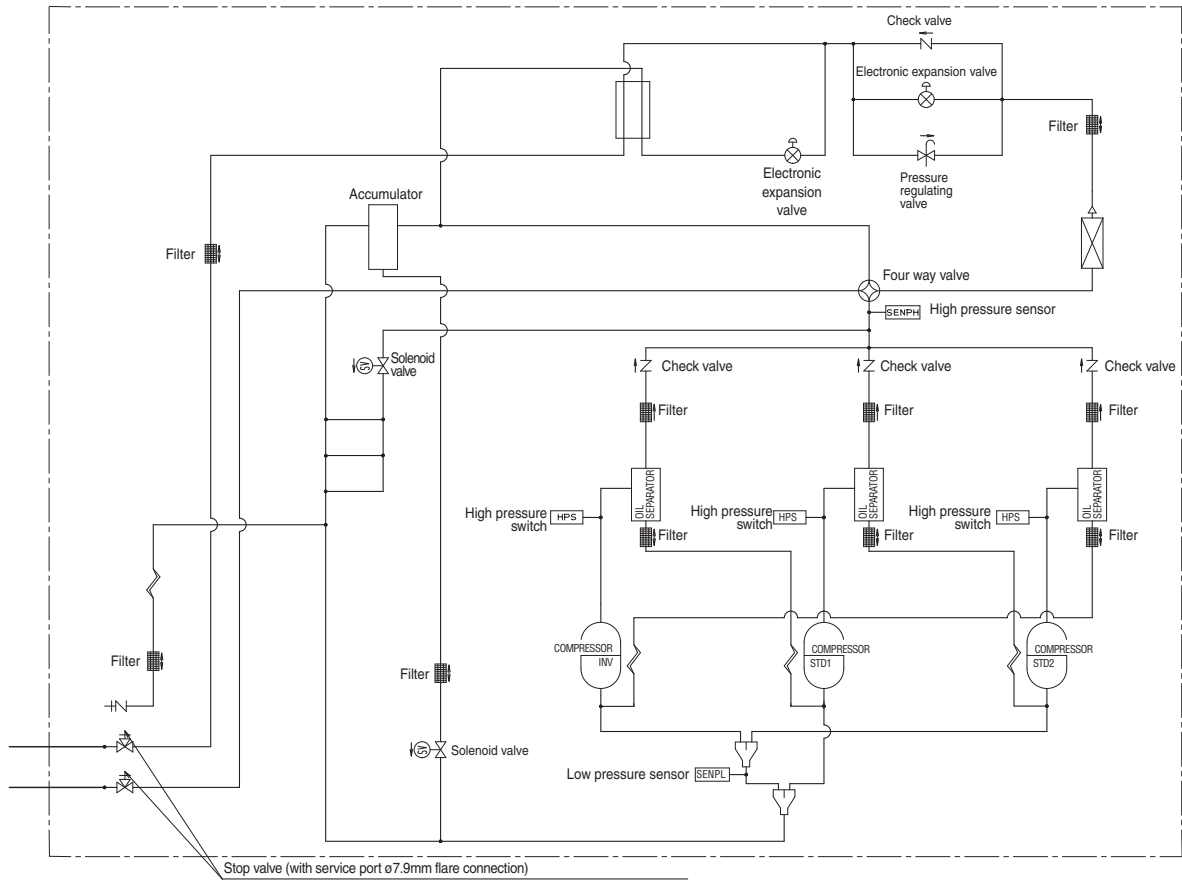 Check valve
Electronic expansion valve
Filter
Electronic
expansion
valve
Pressure
regulating
valve
Accumulator
Filter
Four way valve
SENPH
High pressure sensor
SV
Solenoid
valve
Check valve
Check valve
Check valve
Filter
Filter
Filter
OIL
SEPARATOR
OIL
SEPARATOR
OIL
SEPARATOR
High pressure
switch
HPS
High pressure
switch
HPS
High pressure
switch
HPS
Filter
Filter
Filter
COMPRESSOR
INV
COMPRESSOR
STD1
COMPRESSOR
STD2
Filter
Filter
SV
Solenoid valve
Low pressure sensor
SENPL
Stop valve (with service port ø7.9mm flare connection)